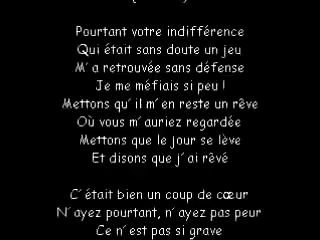 Pourtant votre indifférence
Qui était sans doute un jeu
M´a retrouvée sans défense
Je me méfiais si peu !
Mettons qu´il m´en reste un rêve
Où vous m´auriez regardée
Mettons que le jour se lève
Et disons que j´ai rêvé
C´était bien un coup de cœur
N´ayez pourtant, n´ayez pas peur
Ce n´est pas si grave